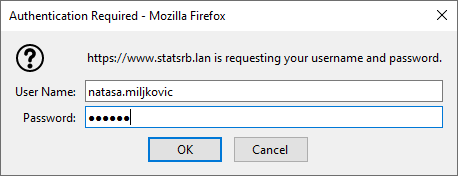 Authentication Required - Mozilla Firefox
https://www.statsrb.lan is requesting your username and password.
User Name: natasa.miljkovic
Password: ●●●●●●
OK Cancel